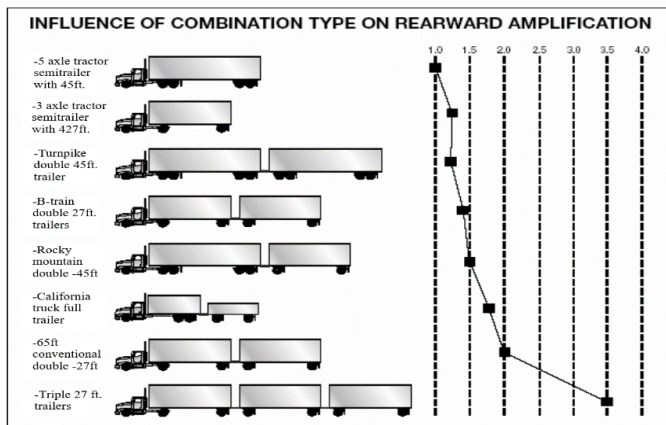 INFLUENCE OF COMBINATION TYPE ON REARWARD AMPLIFICATION
1.0 1.25 1.5 2.0 2.5 3.0 3.5 4.0
-5 axle tractor
semitrailer
with 45ft.
-3 axle tractor
semitrailer
with 427ft.
-Turnpike
double 45ft.
trailer
-B-train
double 27ft.
trailers
-Rocky
mountain
double -45ft
-California
truck full
trailer
-65ft
conventional
double -27ft
-Triple 27 ft.
trailers